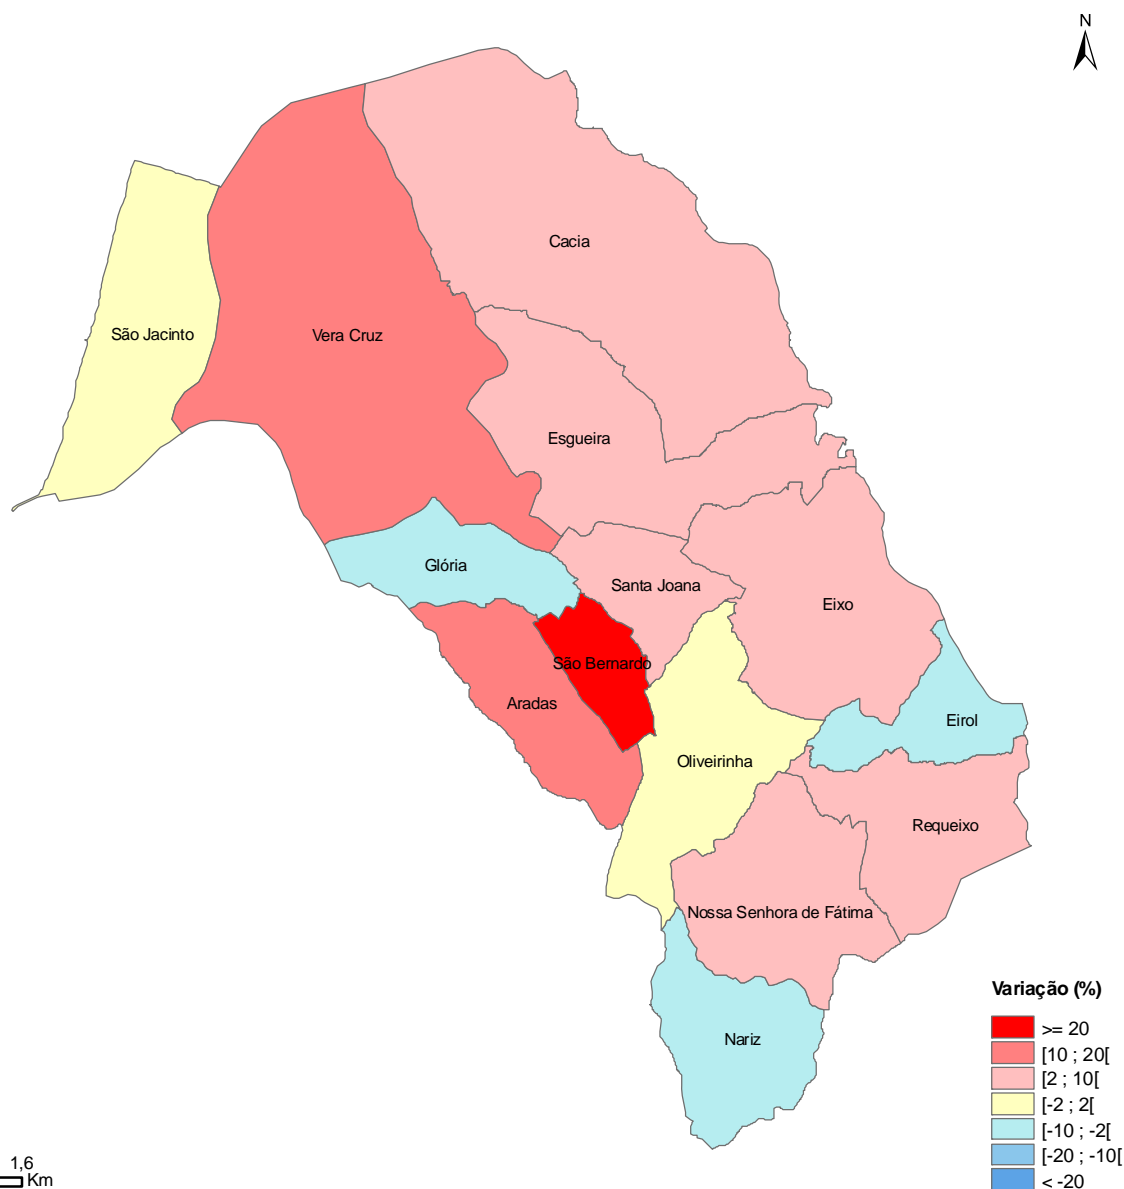 N
Cacia
São Jacinto
Vera Cruz
Esgueira
Glória
Santa Joana
Eixo
São Bernardo
Aradas
Eirol
Oliveirinha
Requeixo
Nossa Senhora de Fátima
Nariz
Variação (%)
>= 20
[10 ; 20[
[2 ; 10[
[-2 ; 2[
[-10 ; -2[
[-20 ; -10[
< -20
1,6
Km